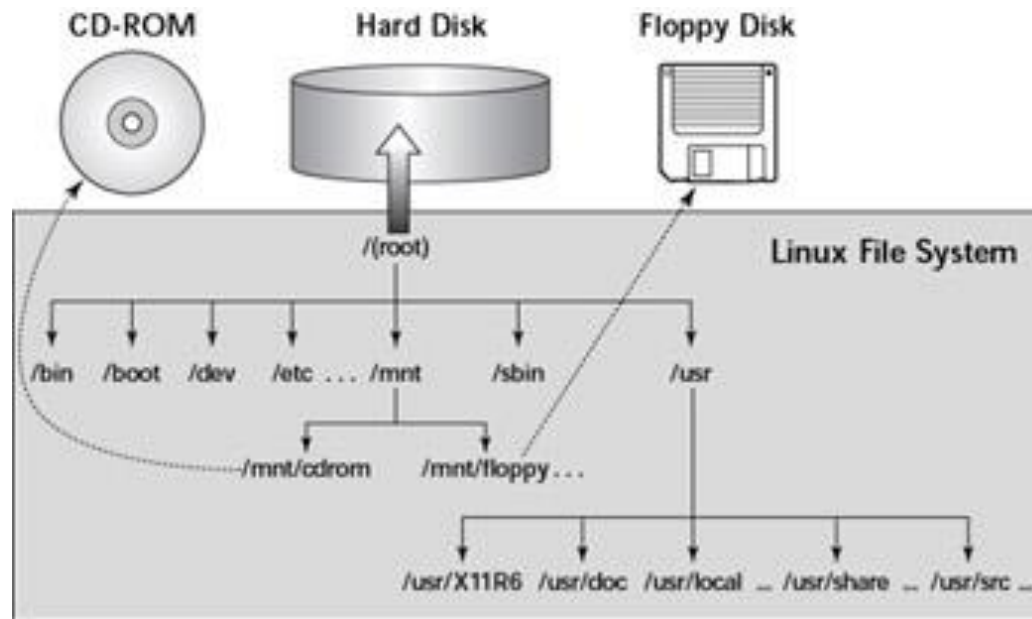 CD-ROM Hard Disk Floppy Disk
/(root)
Linux File System
/bin /boot /dev /etc ... /mnt /sbin /usr
/mnt/cdrom /mnt/floppy ...
/usr/X11R6 /usr/doc /usr/local ... /usr/share ... /usr/src ...